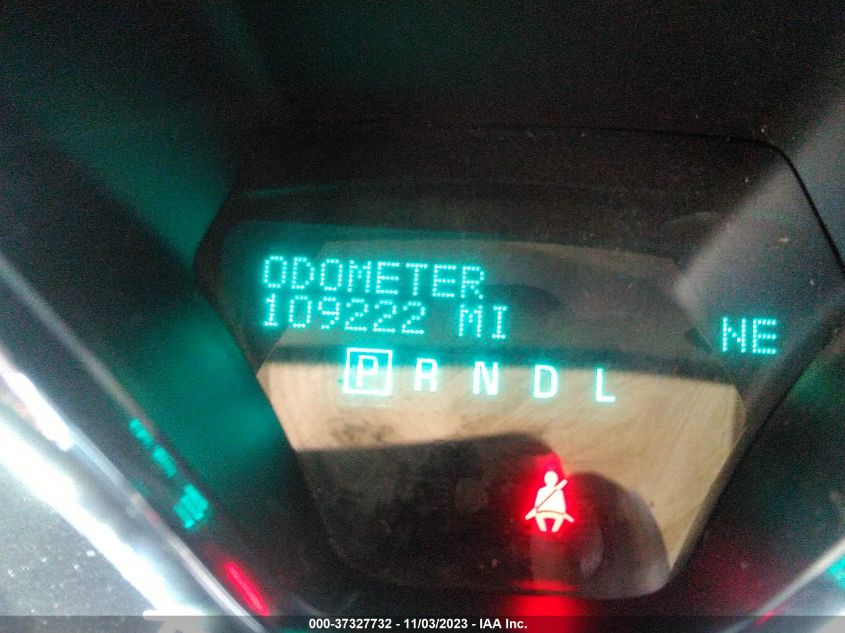 ODOMETER
109222 MI
NE
P R N D L
000-37327732 - 11/03/2023 - IAA Inc.